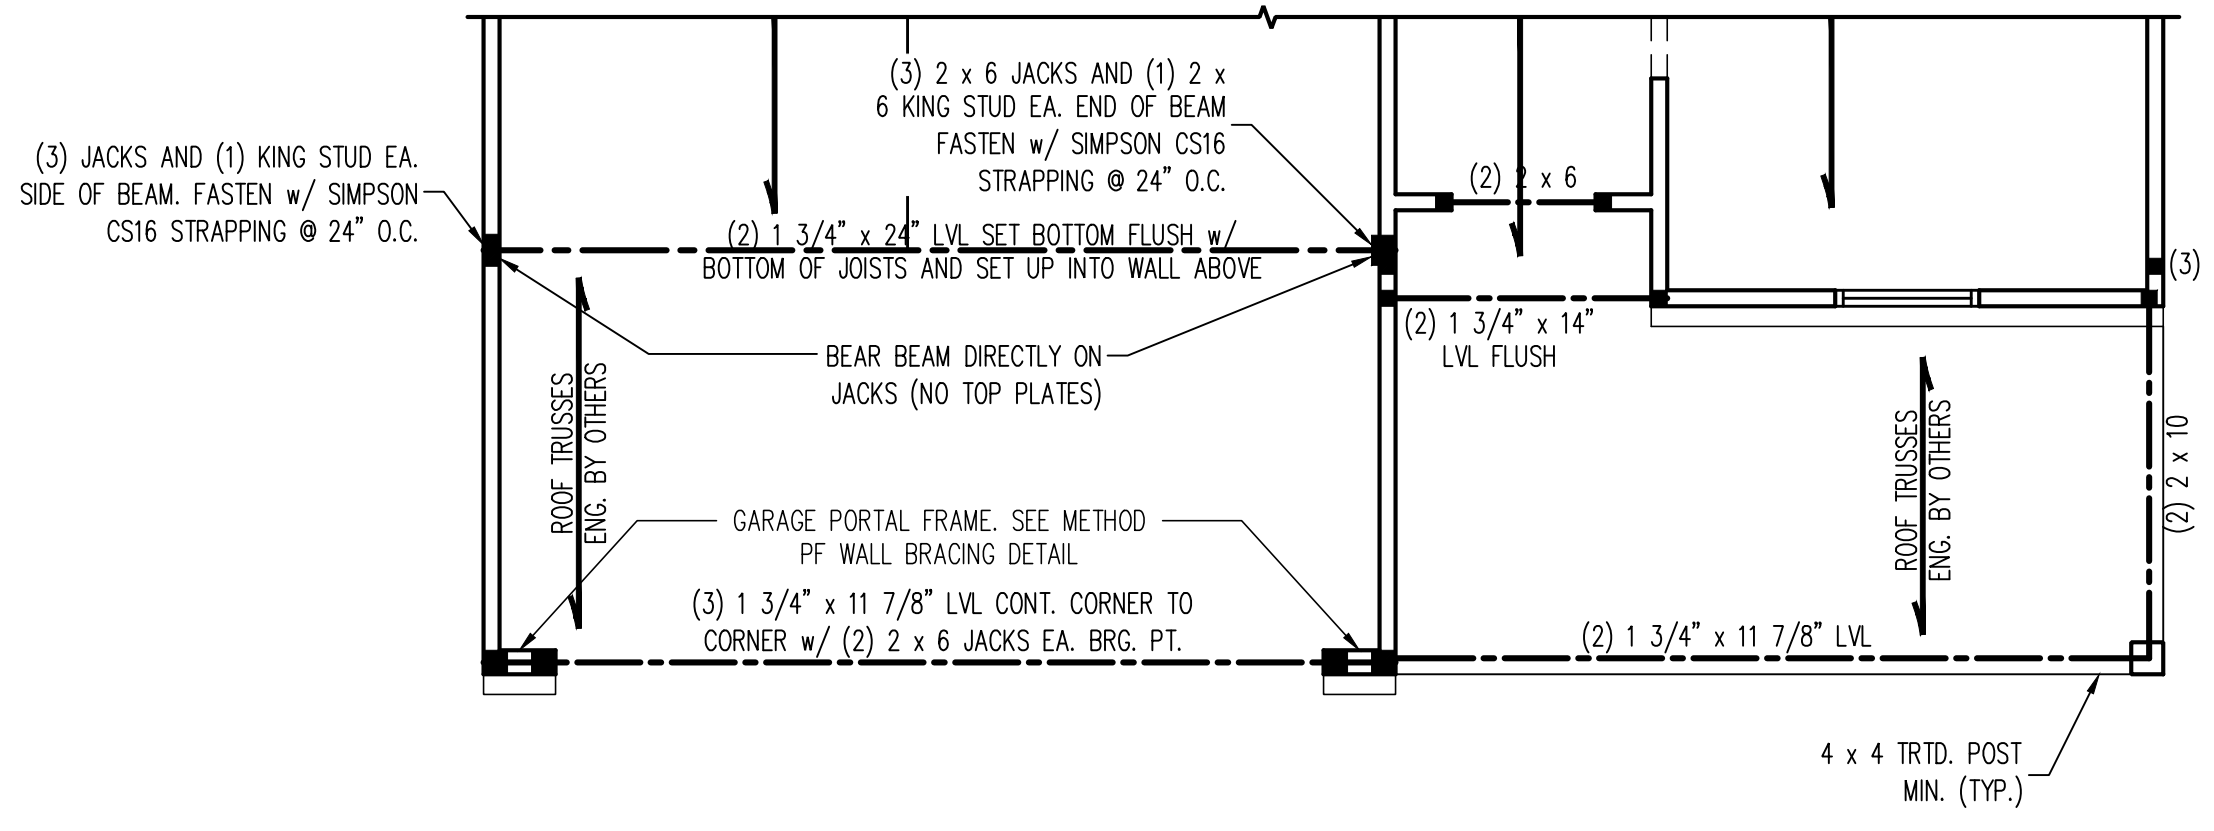 (3) 2 x 6 JACKS AND (1) 2 x
6 KING STUD EA. END OF BEAM
FASTEN w/ SIMPSON CS16
STRAPPING @ 24" O.C.
(3) JACKS AND (1) KING STUD EA.
SIDE OF BEAM. FASTEN w/ SIMPSON
CS16 STRAPPING @ 24" O.C.
(2) 2 x 6
(2) 1 3/4" x 24" LVL SET BOTTOM FLUSH w/
BOTTOM OF JOISTS AND SET UP INTO WALL ABOVE
(3)
(2) 1 3/4" x 14"
LVL FLUSH
BEAR BEAM DIRECTLY ON
JACKS (NO TOP PLATES)
ROOF TRUSSES
ENG. BY OTHERS
ROOF TRUSSES
ENG. BY OTHERS
(2) 2 x 10
GARAGE PORTAL FRAME. SEE METHOD
PF WALL BRACING DETAIL
(3) 1 3/4" x 11 7/8" LVL CONT. CORNER TO
CORNER w/ (2) 2 x 6 JACKS EA. BRG. PT.
(2) 1 3/4" x 11 7/8" LVL
4 x 4 TRTD. POST
MIN. (TYP.)